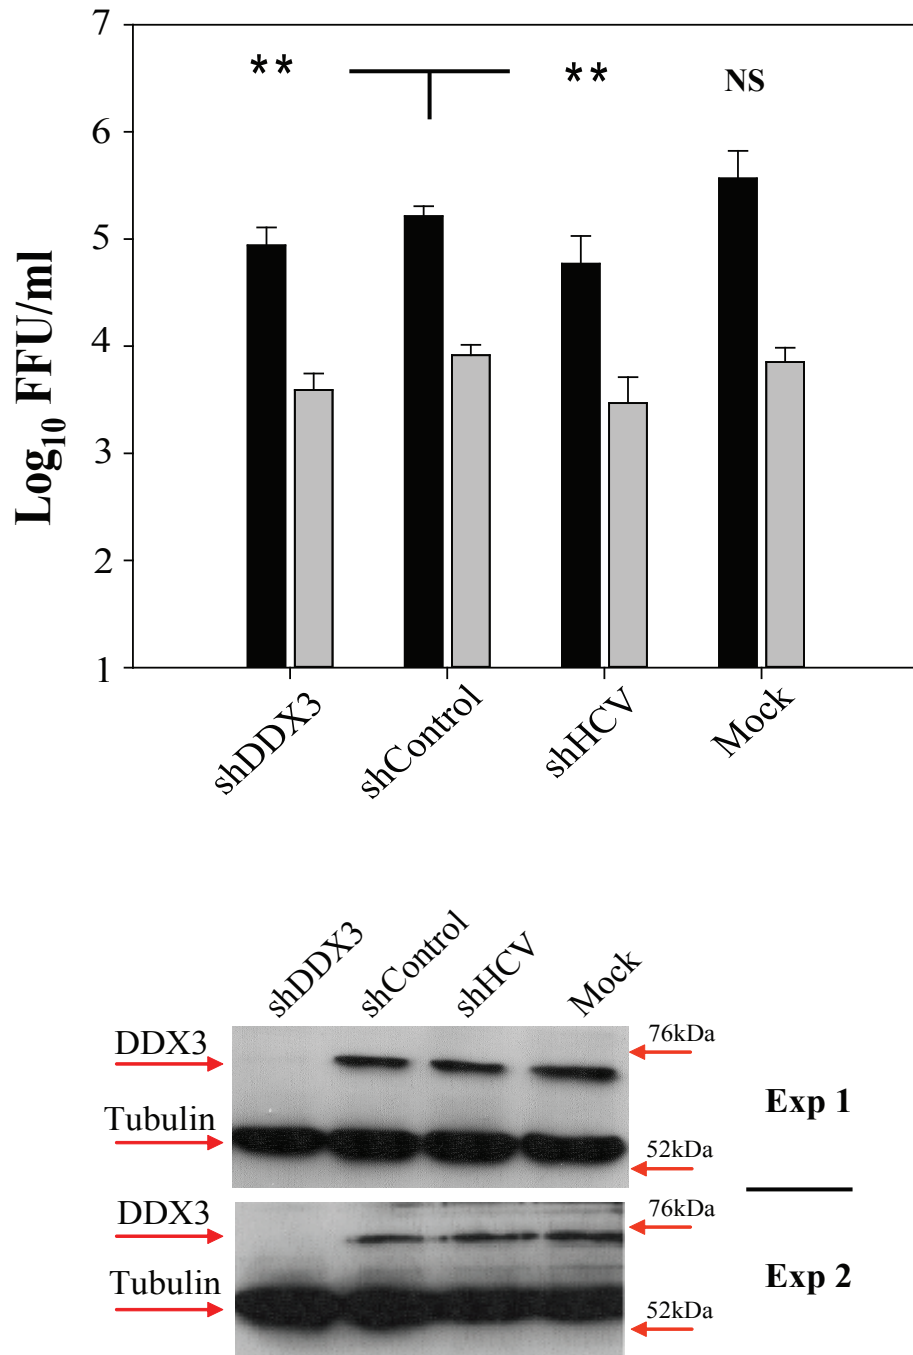 7
** ** NS
6
5
4
3
2
1
Log10 FFU/ml
shDDX3 shControl shHCV Mock
shDDX3 shControl shHCV Mock
DDX3 76kDa
Tubulin 52kDa
Exp 1
DDX3 76kDa
Tubulin 52kDa
Exp 2